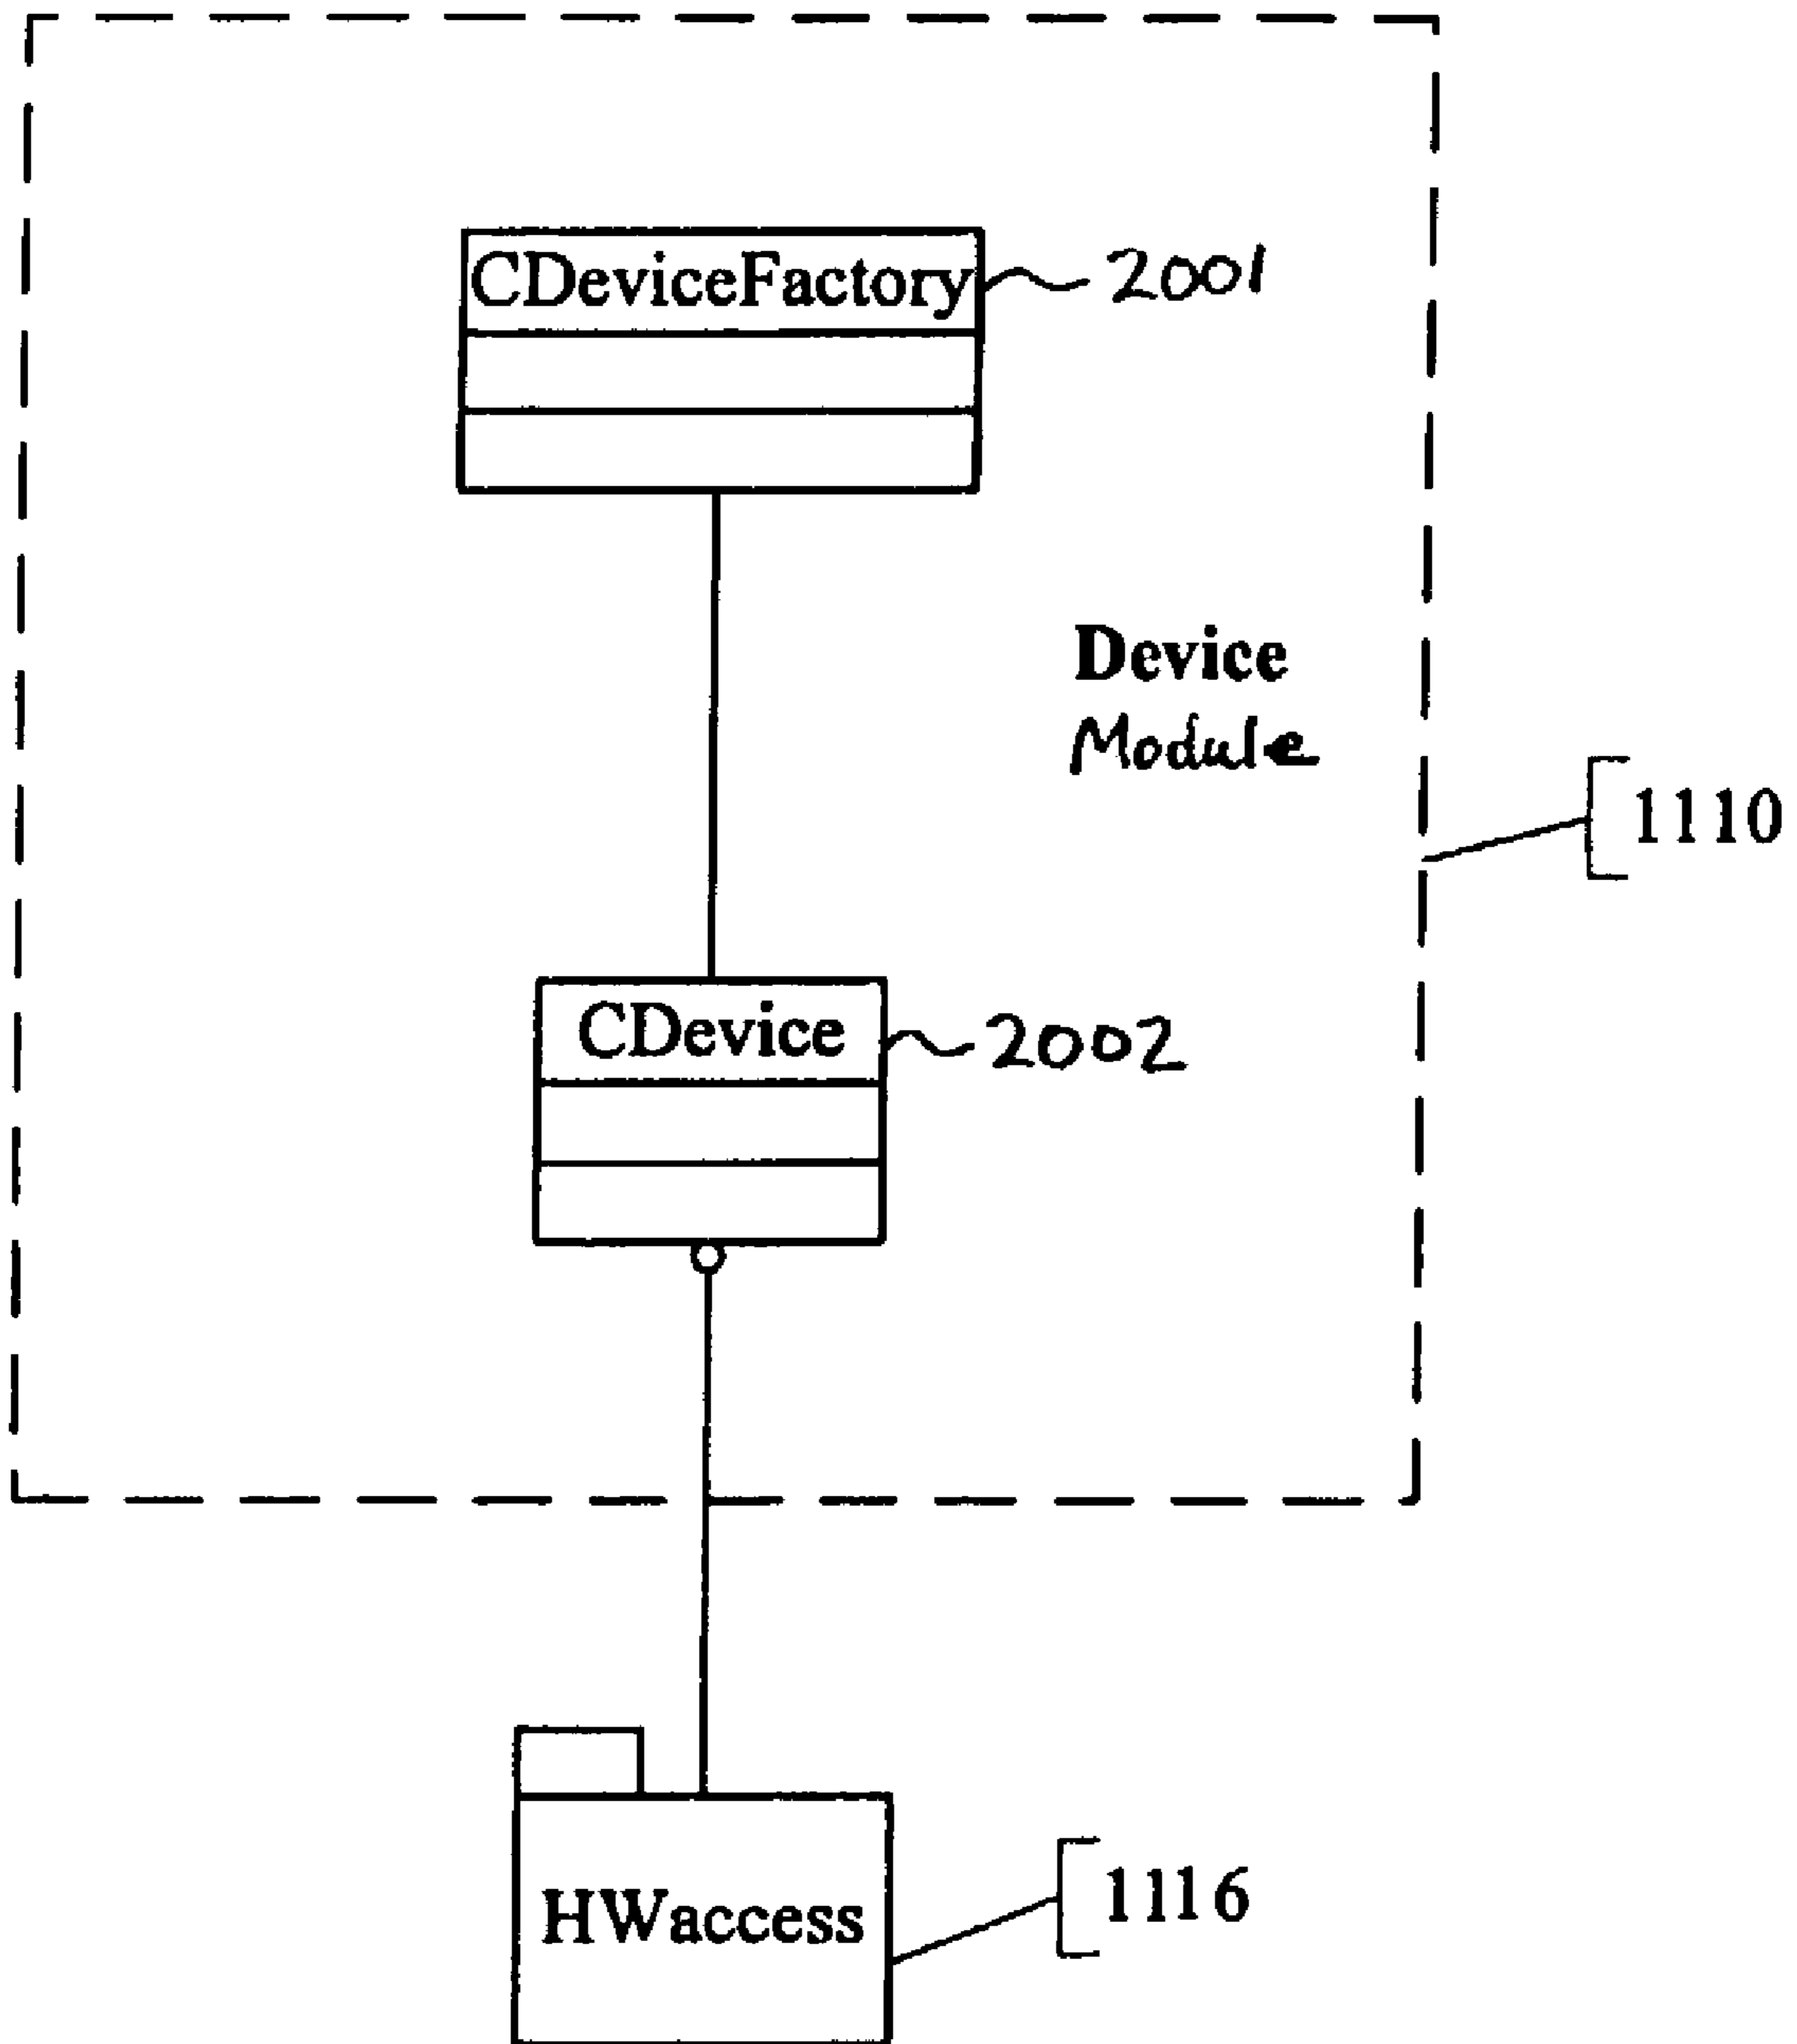 CDeviceFactory
2001
Device
Module
1110
CDevice
2002
HWaccess
1116